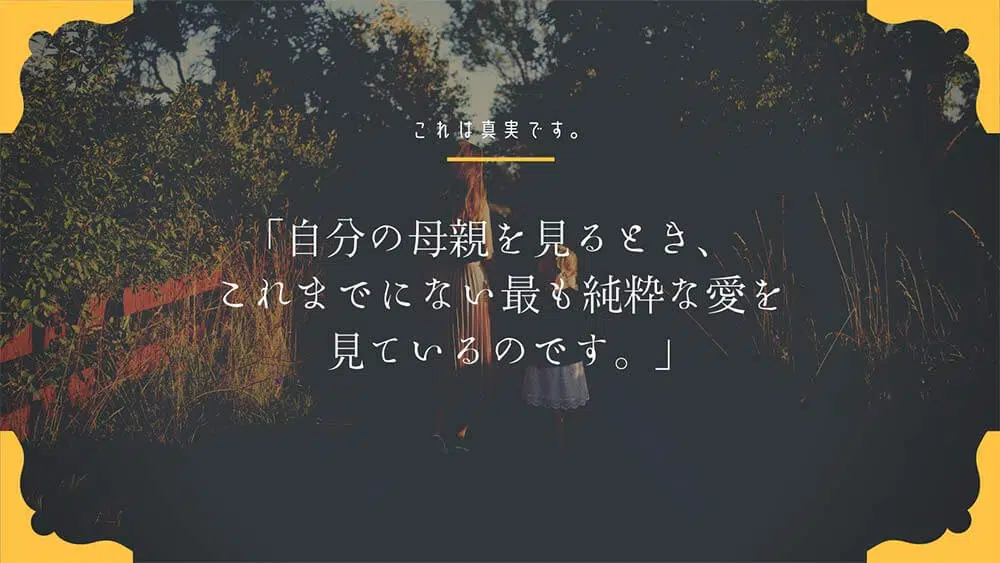 これは真実です。
「自分の母親を見るとき、
これまでにない最も純粋な愛を
見ているのです。」